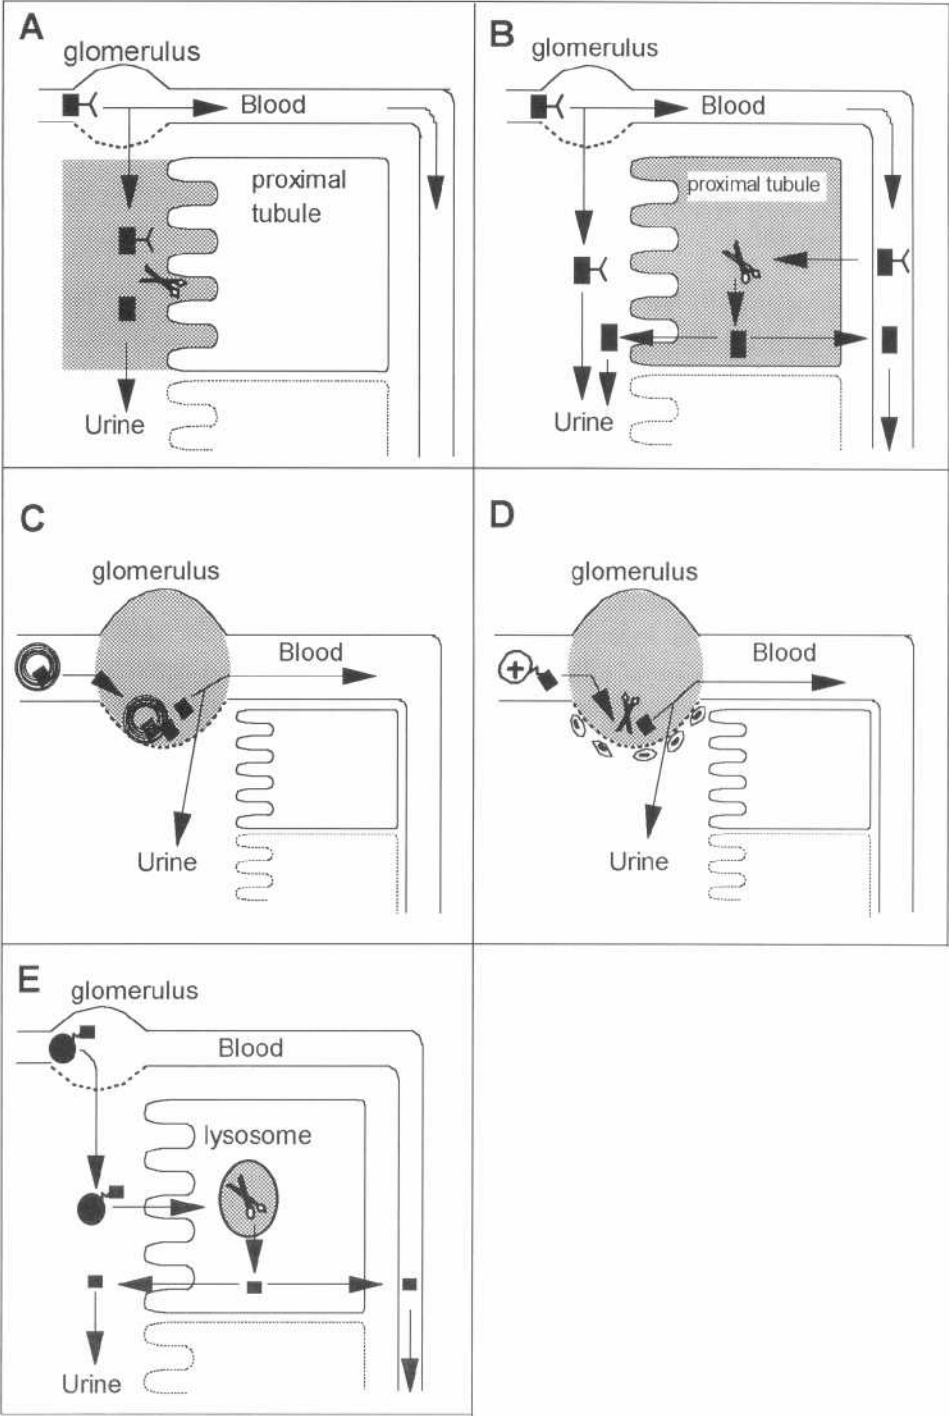 A
glomerulus
Blood
proximal
tubule
Urine
B
glomerulus
Blood
proximal tubule
Urine
C
glomerulus
Blood
Urine
D
glomerulus
Blood
Urine
E
glomerulus
Blood
lysosome
Urine